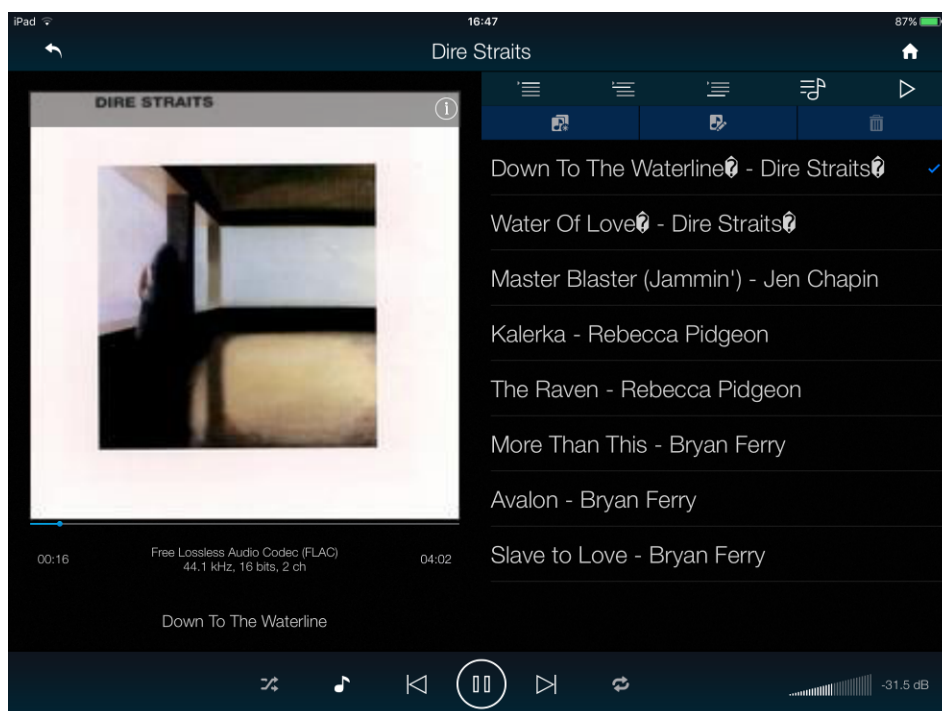 iPad 16:47 87%
Dire Straits
DIRE STRAITS
i
Down To The Waterline� - Dire Straits�
Water Of Love� - Dire Straits�
Master Blaster (Jammin') - Jen Chapin
Kalerka - Rebecca Pidgeon
The Raven - Rebecca Pidgeon
More Than This - Bryan Ferry
Avalon - Bryan Ferry
Slave to Love - Bryan Ferry
00:16
Free Lossless Audio Codec (FLAC)
44.1 kHz, 16 bits, 2 ch
04:02
Down To The Waterline
-31.5 dB